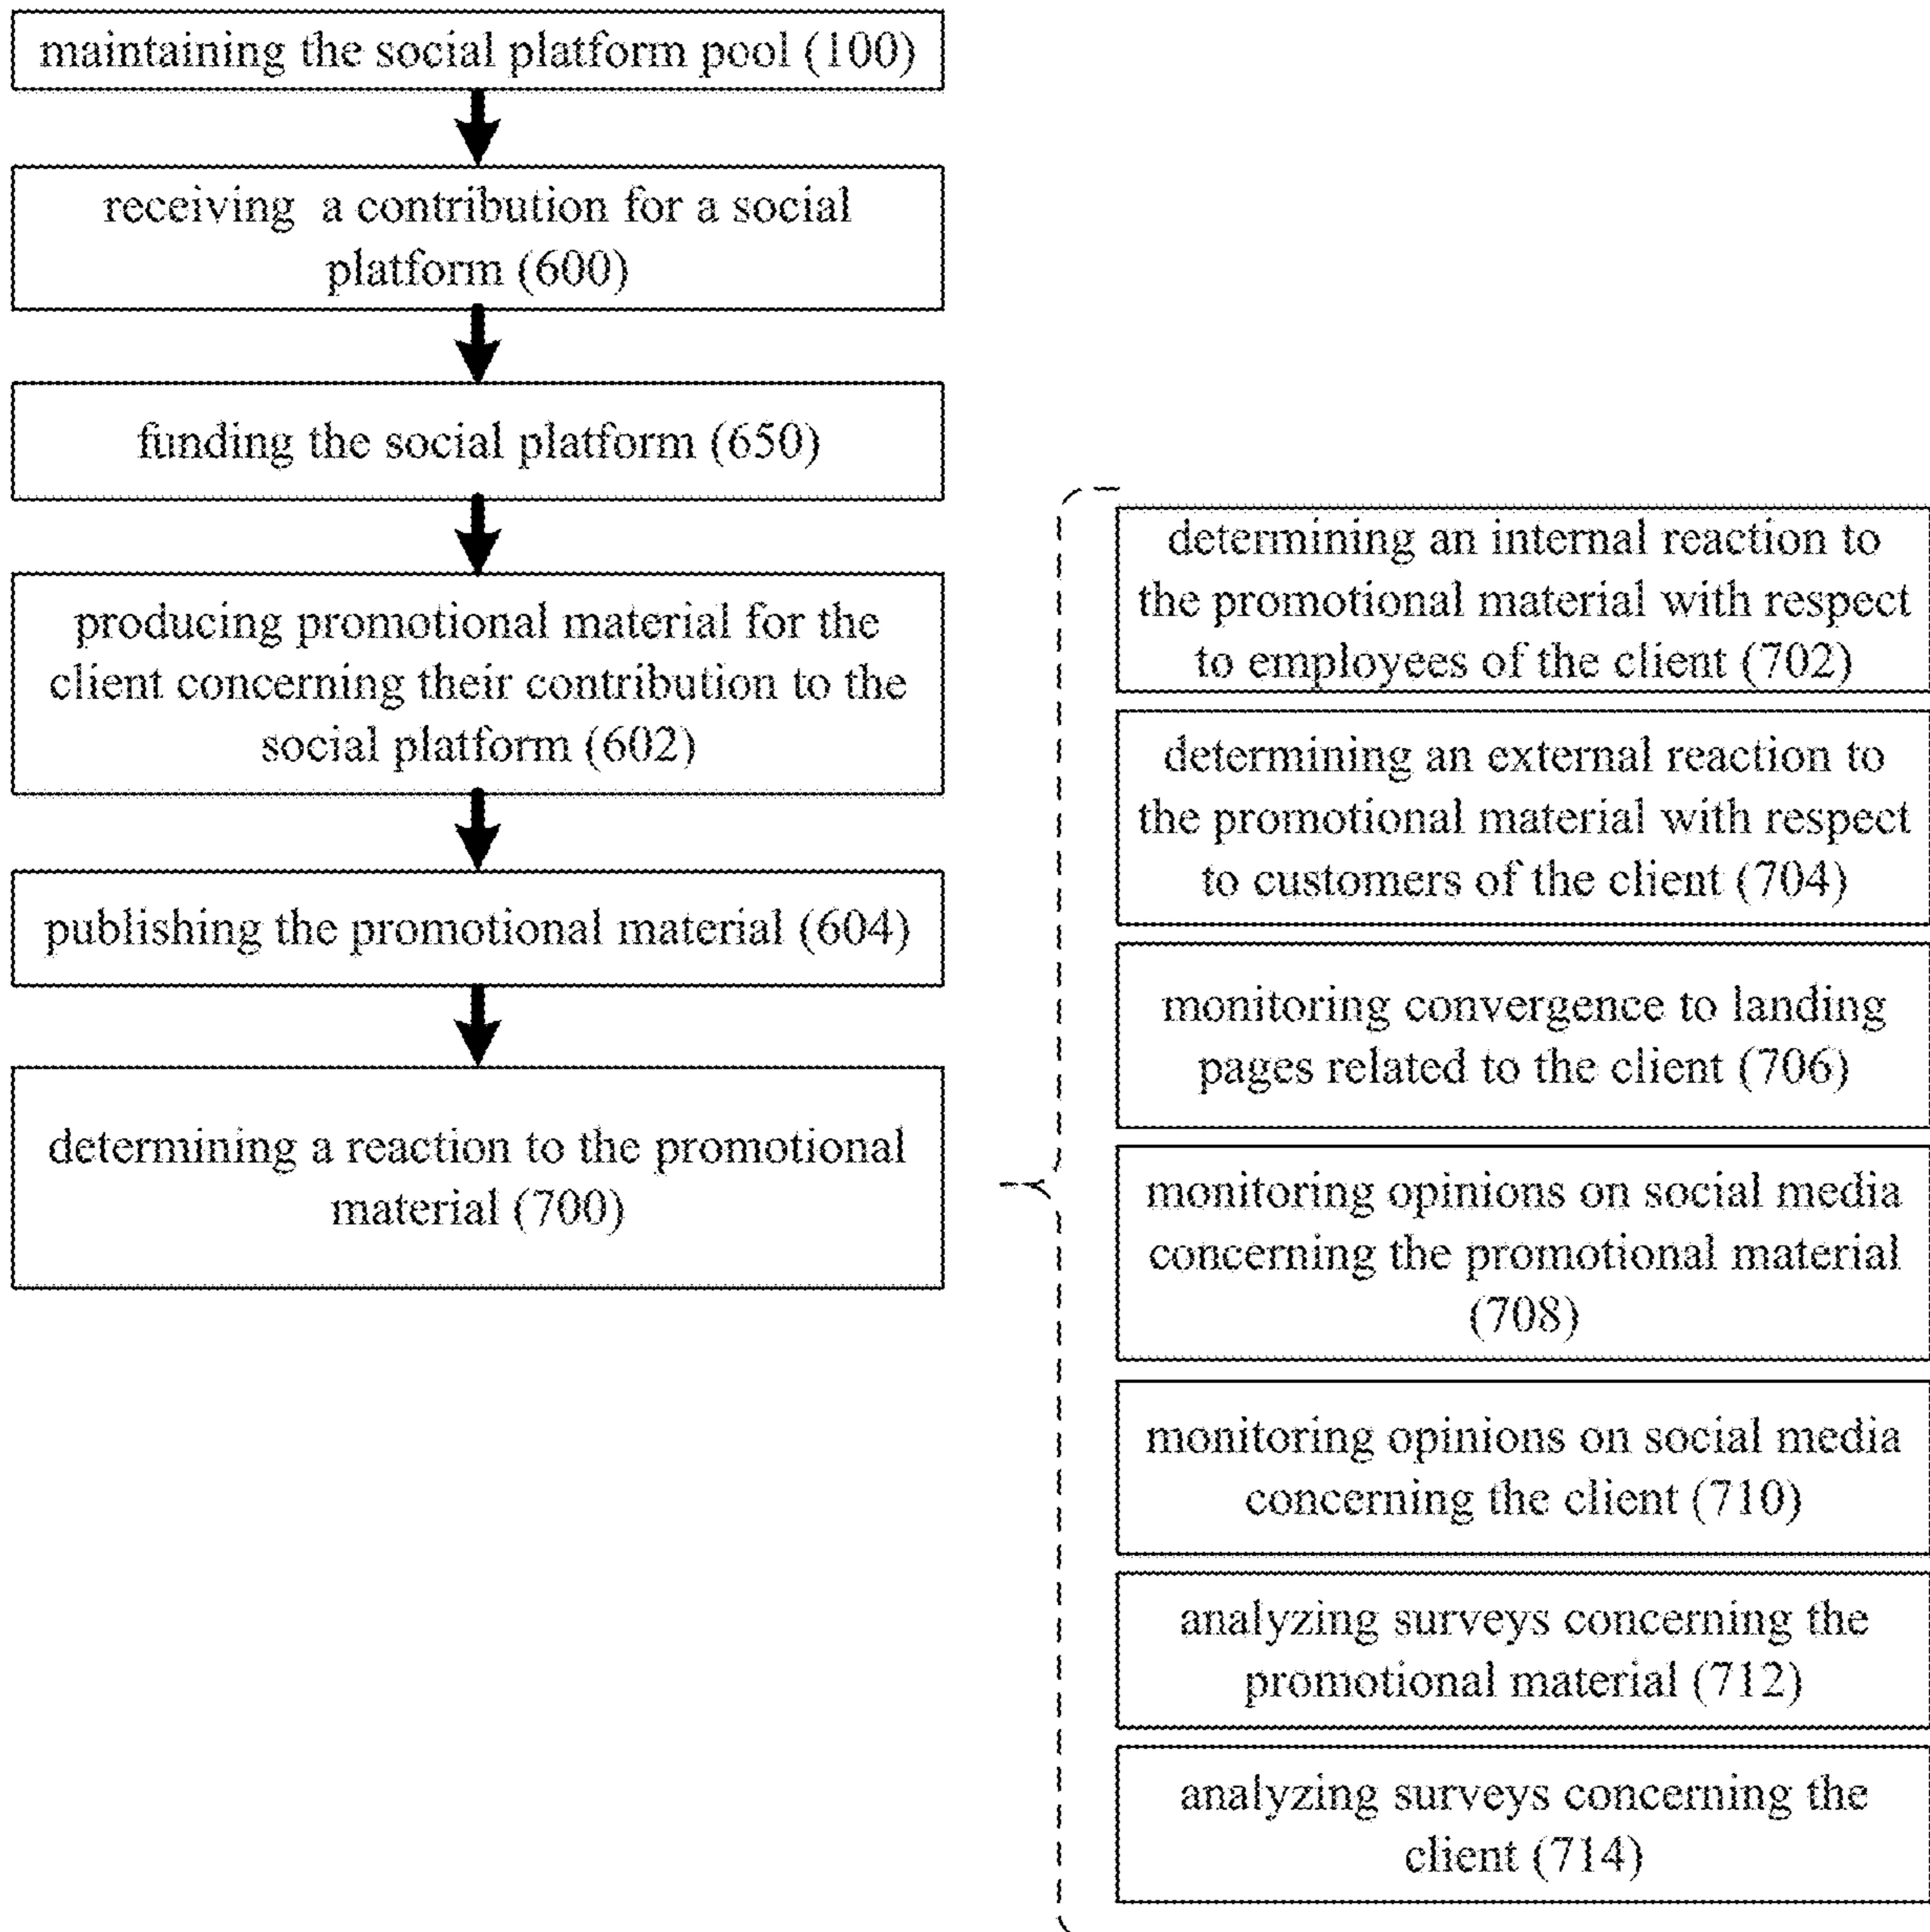 maintaining the social platform pool (100)
receiving a contribution for a social
platform (600)
funding the social platform (650)
producing promotional material for the
client concerning their contribution to the
social platform (602)
publishing the promotional material (604)
determining a reaction to the promotional
material (700)
determining an internal reaction to
the promotional material with respect
to employees of the client (702)
determining an external reaction to
the promotional material with respect
to customers of the client (704)
monitoring convergence to landing
pages related to the client (706)
monitoring opinions on social media
concerning the promotional material
(708)
monitoring opinions on social media
concerning the client (710)
analyzing surveys concerning the
promotional material (712)
analyzing surveys concerning the
client (714)